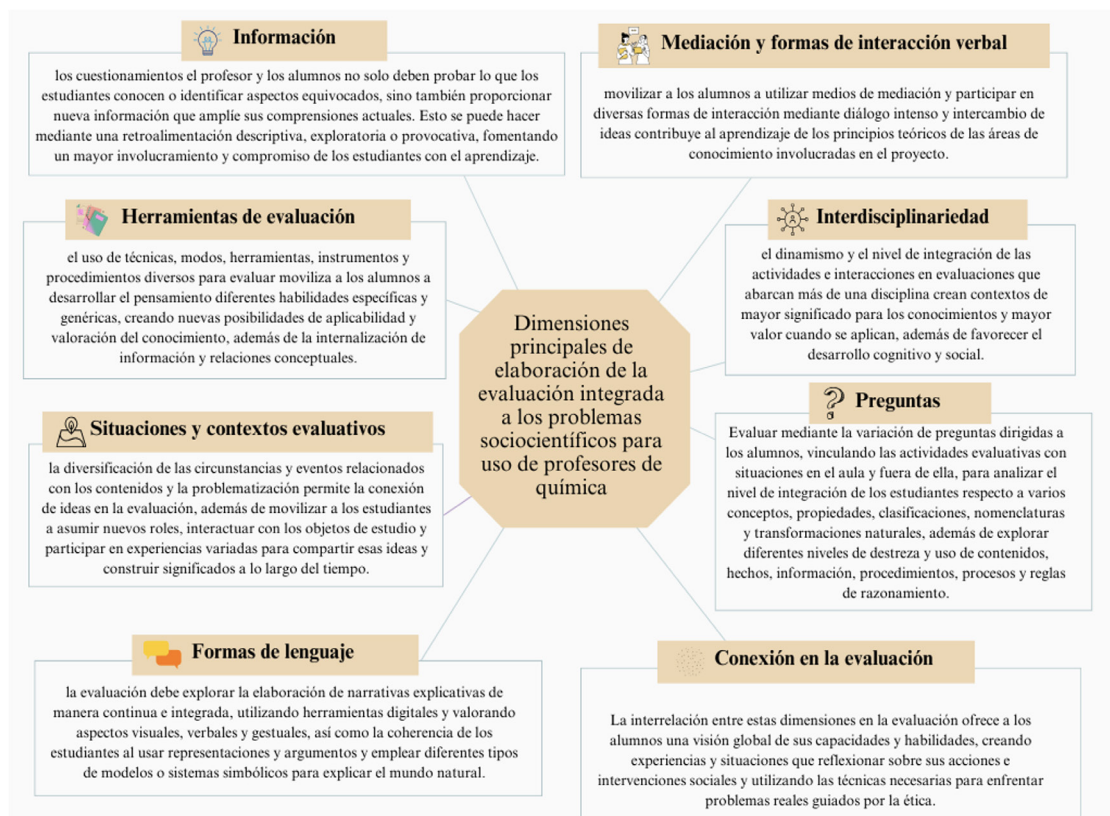 Información
los cuestionamientos el profesor y los alumnos no solo deben probar lo que los
estudiantes conocen o identificar aspectos equivocados, sino también proporcionar
nueva información que amplíe sus comprensiones actuales. Esto se puede hacer
mediante una retroalimentación descriptiva, exploratoria o provocativa, fomentando
un mayor involucramiento y compromiso de los estudiantes con el aprendizaje.
Mediación y formas de interacción verbal
movilizar a los alumnos a utilizar medios de mediación y participar en
diversas formas de interacción mediante diálogo intenso y intercambio de
ideas contribuye al aprendizaje de los principios teóricos de las áreas de
conocimiento involucradas en el proyecto.
Herramientas de evaluación
el uso de técnicas, modos, herramientas, instrumentos y
procedimientos diversos para evaluar moviliza a los alumnos a
desarrollar el pensamiento diferentes habilidades específicas y
genéricas, creando nuevas posibilidades de aplicabilidad y
valoración del conocimiento, además de la internalización de
información y relaciones conceptuales.
Interdisciplinariedad
el dinamismo y el nivel de integración de las
actividades e interacciones en evaluaciones que
abarcan más de una disciplina crean contextos de
mayor significado para los conocimientos y mayor
valor cuando se aplican, además de favorecer el
desarrollo cognitivo y social.
Dimensiones
principales de
elaboración de la
evaluación integrada
a los problemas
sociocientíficos para
uso de profesores de
química
Situaciones y contextos evaluativos
la diversificación de las circunstancias y eventos relacionados
con los contenidos y la problematización permite la conexión
de ideas en la evaluación, además de movilizar a los estudiantes
a asumir nuevos roles, interactuar con los objetos de estudio y
participar en experiencias variadas para compartir esas ideas y
construir significados a lo largo del tiempo.
Preguntas
Evaluar mediante la variación de preguntas dirigidas a
los alumnos, vinculando las actividades evaluativas con
situaciones en el aula y fuera de ella, para analizar el
nivel de integración de los estudiantes respecto a varios
conceptos, propiedades, clasificaciones, nomenclaturas
y transformaciones naturales, además de explorar
diferentes niveles de destreza y uso de contenidos,
hechos, información, procedimientos, procesos y reglas
de razonamiento.
Formas de lenguaje
la evaluación debe explorar la elaboración de narrativas explicativas de
manera continua e integrada, utilizando herramientas digitales y valorando
aspectos visuales, verbales y gestuales, así como la coherencia de los
estudiantes al usar representaciones y argumentos y emplear diferentes tipos
de modelos o sistemas simbólicos para explicar el mundo natural.
Conexión en la evaluación
La interrelación entre estas dimensiones en la evaluación ofrece a los
alumnos una visión global de sus capacidades y habilidades, creando
experiencias y situaciones que reflexionar sobre sus acciones e
intervenciones sociales y utilizando las técnicas necesarias para enfrentar
problemas reales guiados por la ética.